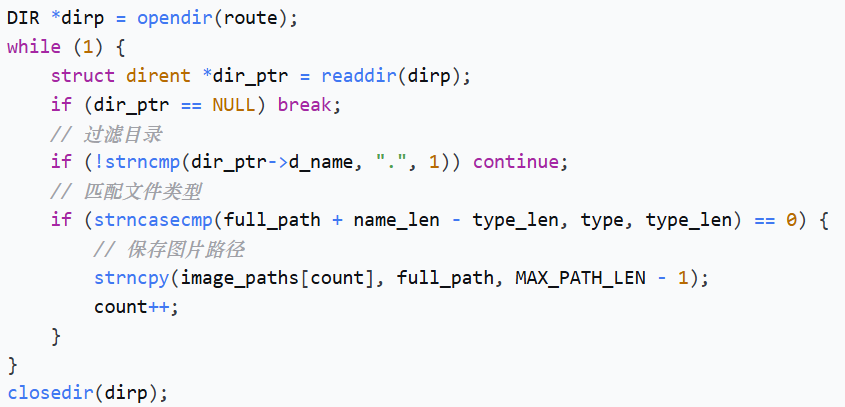 DIR *dirp = opendir(route);
while (1) {
    struct dirent *dir_ptr = readdir(dirp);
    if (dir_ptr == NULL) break;
    // 过滤目录
    if (!strncmp(dir_ptr->d_name, ".", 1)) continue;
    // 匹配文件类型
    if (strncasecmp(full_path + name_len - type_len, type, type_len) == 0) {
        // 保存图片路径
        strncpy(image_paths[count], full_path, MAX_PATH_LEN - 1);
        count++;
    }
}
closedir(dirp);